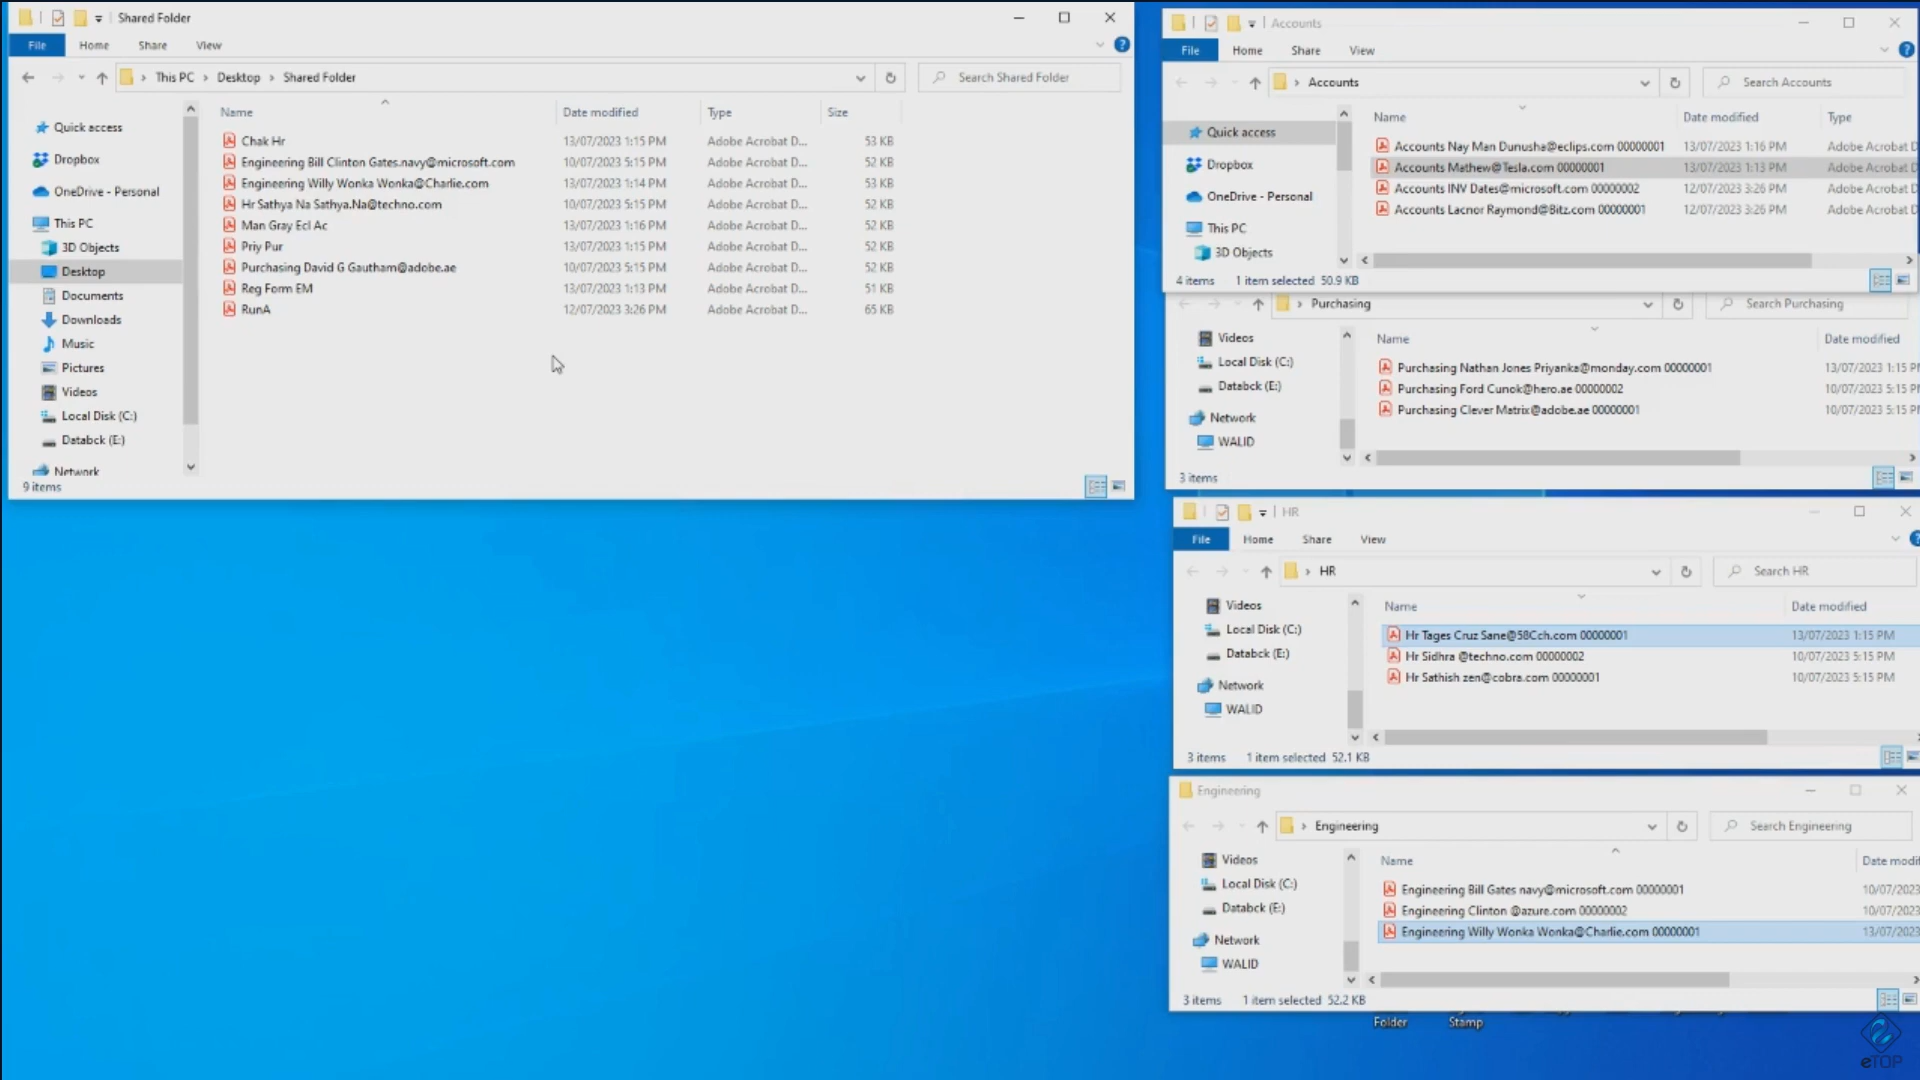 Shared Folder
File Home Share View
This PC › Desktop › Shared Folder
Search Shared Folder
Quick access
Dropbox
OneDrive - Personal
This PC
3D Objects
Desktop
Documents
Downloads
Music
Pictures
Videos
Local Disk (C:)
Databck (E:)
Network
Name Date modified Type Size
Chak Hr 13/07/2023 1:15 PM Adobe Acrobat D... 53 KB
Engineering Bill Clinton Gates.navy@microsoft.com 10/07/2023 5:15 PM Adobe Acrobat D... 52 KB
Engineering Willy Wonka Wonka@Charlie.com 13/07/2023 1:14 PM Adobe Acrobat D... 53 KB
Hr Sathya Na Sathya.Na@techno.com 10/07/2023 5:15 PM Adobe Acrobat D... 52 KB
Man Gray Ecl Ac 13/07/2023 1:16 PM Adobe Acrobat D... 52 KB
Priy Pur 13/07/2023 1:15 PM Adobe Acrobat D... 52 KB
Purchasing David G Gautham@adobe.ae 10/07/2023 5:15 PM Adobe Acrobat D... 52 KB
Reg Form EM 13/07/2023 1:13 PM Adobe Acrobat D... 51 KB
RunA 12/07/2023 3:26 PM Adobe Acrobat D... 65 KB
9 items
Accounts
File Home Share View
› Accounts
Search Accounts
Quick access
Dropbox
OneDrive - Personal
This PC
3D Objects
Name Date modified Type
Accounts Nay Man Dunusha@eclips.com 00000001 13/07/2023 1:16 PM Adobe Acrobat D
Accounts Mathew@Tesla.com 00000001 13/07/2023 1:13 PM Adobe Acrobat D
Accounts INV Dates@microsoft.com 00000002 12/07/2023 3:26 PM Adobe Acrobat D
Accounts Lacnor Raymond@Bitz.com 00000001 12/07/2023 3:26 PM Adobe Acrobat D
4 items 1 item selected 50.9 KB
› Purchasing
Search Purchasing
Videos
Local Disk (C:)
Databck (E:)
Network
WALID
Name Date modified
Purchasing Nathan Jones Priyanka@monday.com 00000001 13/07/2023 1:15 P
Purchasing Ford Cunok@hero.ae 00000002 10/07/2023 5:15 P
Purchasing Clever Matrix@adobe.ae 00000001 10/07/2023 5:15 P
3 items
HR
File Home Share View
› HR
Search HR
Videos
Local Disk (C:)
Databck (E:)
Network
WALID
Name Date modified
Hr Tages Cruz Sane@58Cch.com 00000001 13/07/2023 1:15 PM
Hr Sidhra @techno.com 00000002 10/07/2023 5:15 PM
Hr Sathish zen@cobra.com 00000001 10/07/2023 5:15 PM
3 items 1 item selected 52.1 KB
Engineering
› Engineering
Search Engineering
Videos
Local Disk (C:)
Databck (E:)
Network
WALID
Name Date modif
Engineering Bill Gates navy@microsoft.com 00000001 10/07/2023
Engineering Clinton @azure.com 00000002 10/07/2023
Engineering Willy Wonka Wonka@Charlie.com 00000001 13/07/2023
3 items 1 item selected 52.2 KB
Folder
Stamp
eTOP